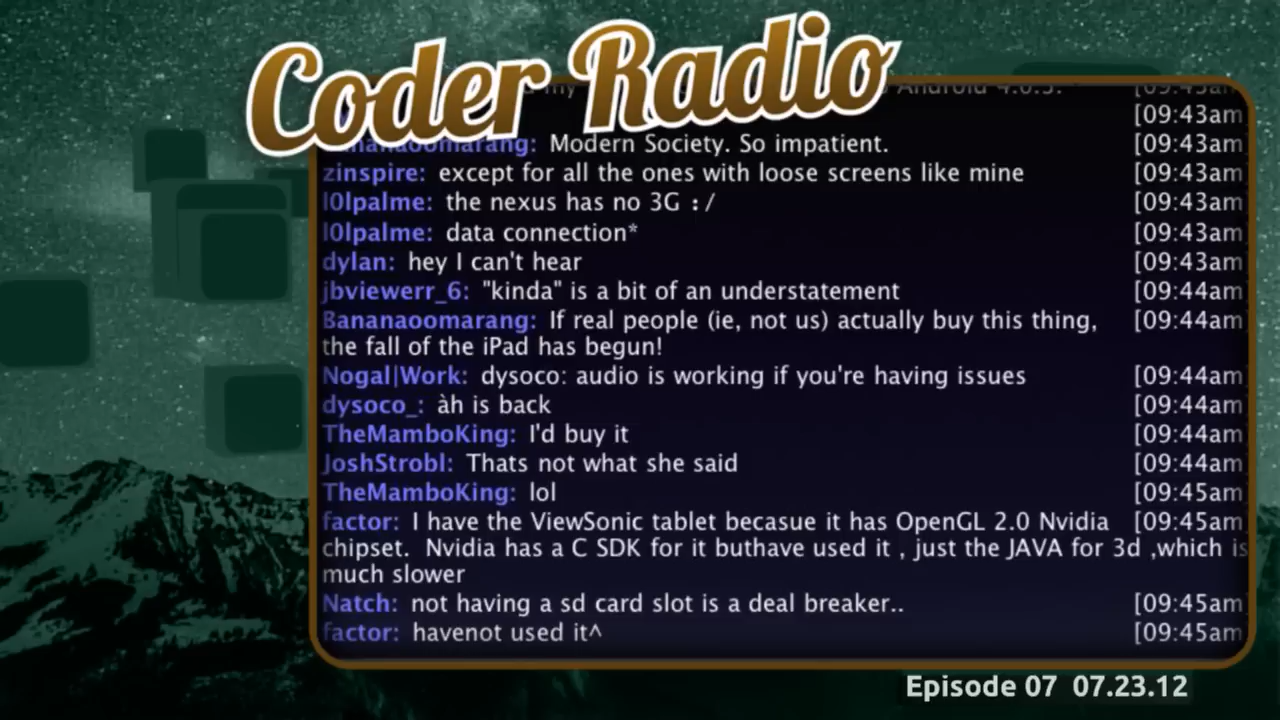 Coder Radio
Android 4.0.3. [09:43am
[09:43am
Modern Society. So impatient. [09:43am
zinspire: except for all the ones with loose screens like mine [09:43am
l0lpalme: the nexus has no 3G :/ [09:43am
l0lpalme: data connection* [09:43am
dylan: hey I can't hear [09:43am
jbviewerr_6: "kinda" is a bit of an understatement [09:44am
Bananaoomarang: If real people (ie, not us) actually buy this thing, [09:44am
the fall of the iPad has begun!
Nogal|Work: dysoco: audio is working if you're having issues [09:44am
dysoco_: àh is back [09:44am
TheMamboKing: I'd buy it [09:44am
JoshStrobl: Thats not what she said [09:44am
TheMamboKing: lol [09:45am
factor: I have the ViewSonic tablet becasue it has OpenGL 2.0 Nvidia [09:45am
chipset. Nvidia has a C SDK for it buthave used it , just the JAVA for 3d ,which is
much slower
Natch: not having a sd card slot is a deal breaker.. [09:45am
factor: havenot used it^ [09:45am
Episode 07 07.23.12